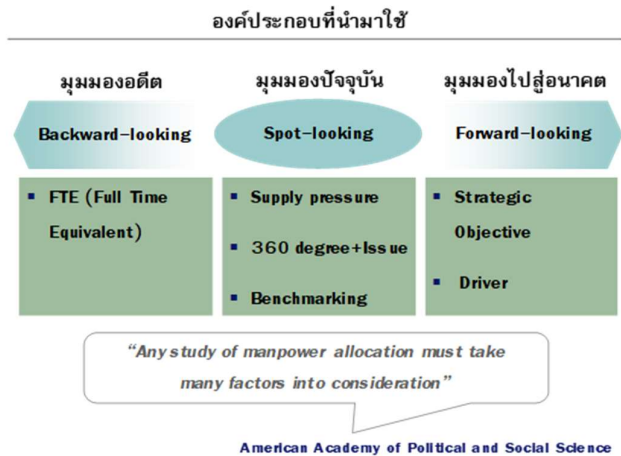 องค์ประกอบที่นำมาใช้
มุมมองอดีต
Backward-looking
▪ FTE (Full Time
Equivalent)
มุมมองปัจจุบัน
Spot-looking
▪ Supply pressure
▪ 360 degree+Issue
▪ Benchmarking
มุมมองไปสู่อนาคต
Forward-looking
▪ Strategic
Objective
▪ Driver
“Any study of manpower allocation must take
many factors into consideration”
American Academy of Political and Social Science